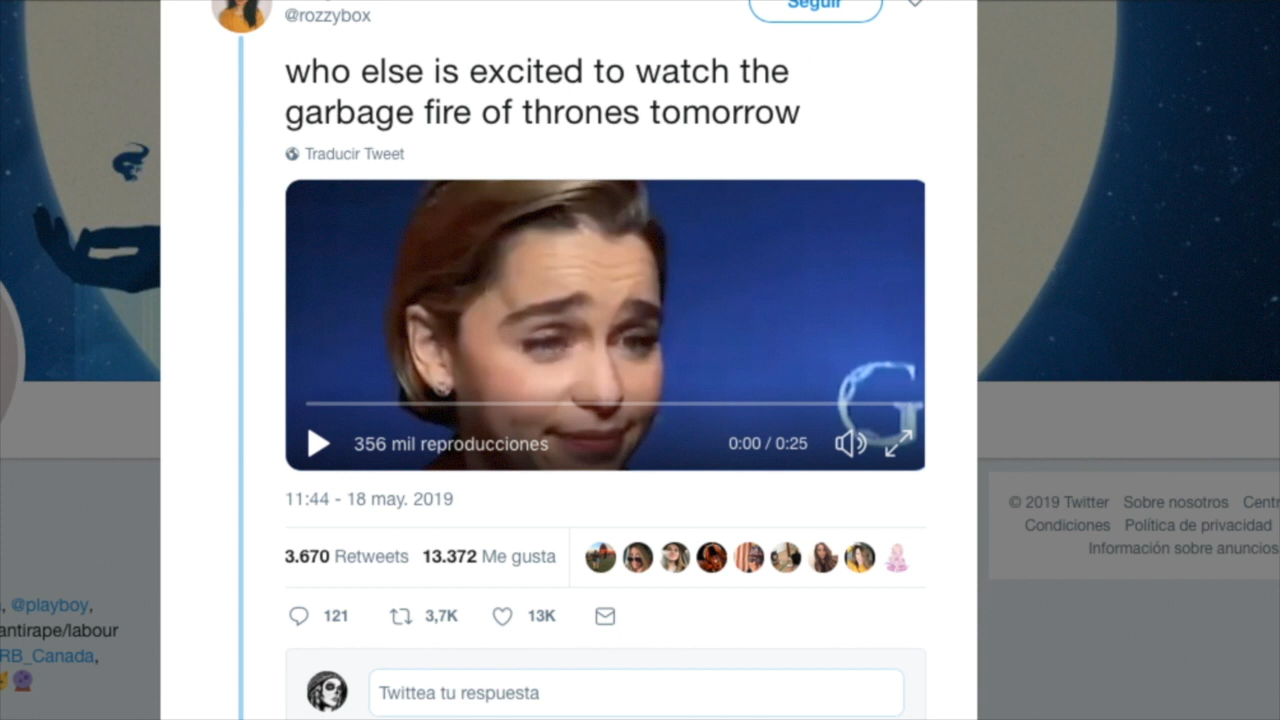 @rozzybox
Seguir
who else is excited to watch the
garbage fire of thrones tomorrow
Traducir Tweet
G
356 mil reproducciones
0:00 / 0:25
11:44 - 18 may. 2019
3.670 Retweets 13.372 Me gusta
121 3,7K 13K
Twittea tu respuesta
, @playboy,
antirape/labour
RB_Canada,
© 2019 Twitter Sobre nosotros Centr
Condiciones Política de privacidad
Información sobre anuncios